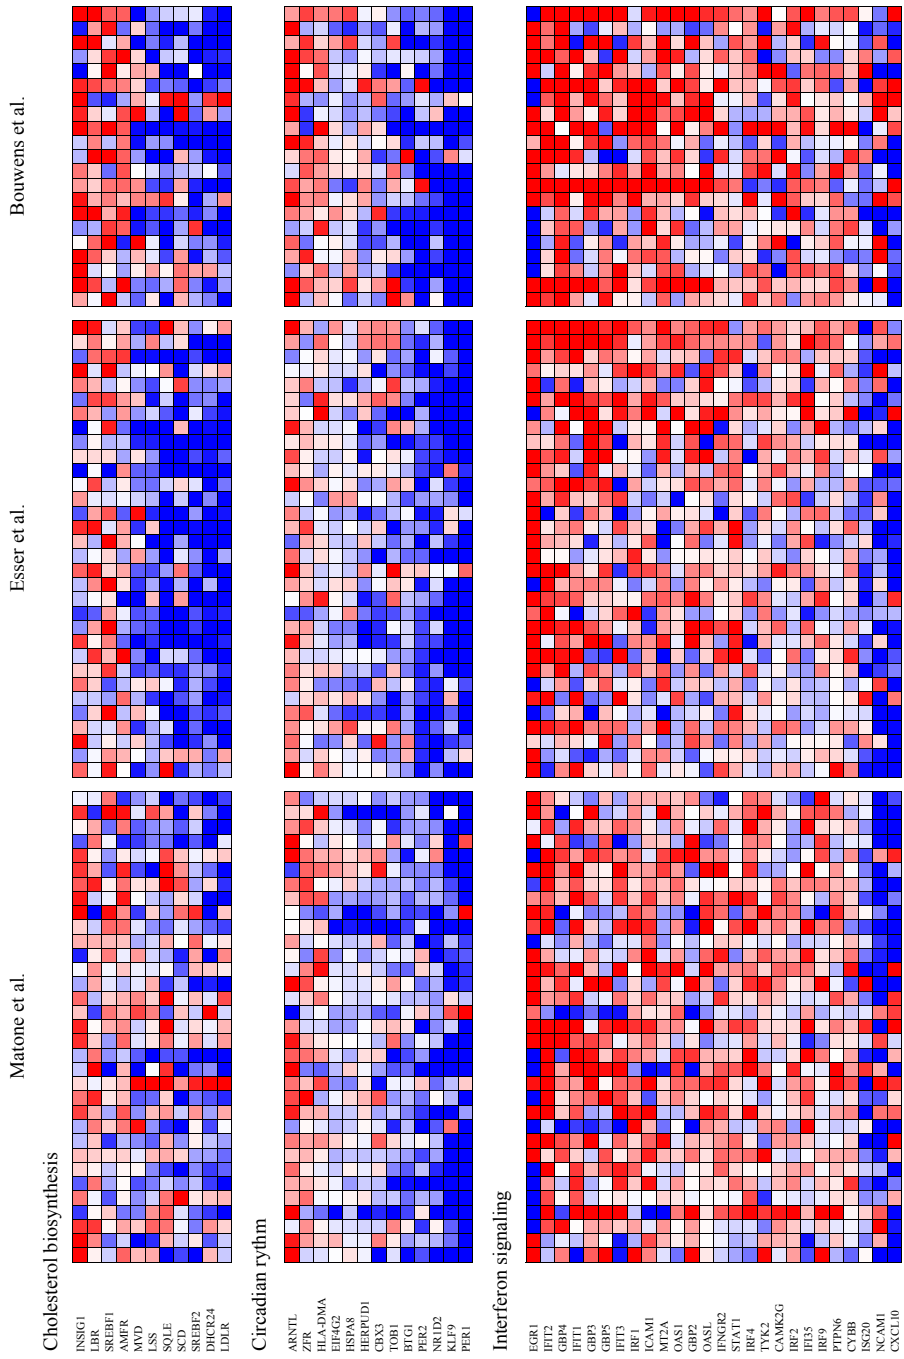 Cholesterol biosynthesis
INSIG1
LBR
SREBF1
AMFR
MVD
LSS
SQLE
SCD
SREBF2
DHCR24
LDLR
Circadian rythm
ARNTL
ZFR
HLA-DMA
EIF4G2
HSPA8
HERPUD1
CBX3
TOB1
BTG1
PER2
NR1D2
KLF9
PER1
Interferon signaling
EGR1
IFIT2
GBP4
IFIT1
GBP3
GBP5
IFIT3
IRF1
ICAM1
MT2A
OAS1
GBP2
OASL
IFNGR2
STAT1
IRF4
TYK2
CAMK2G
IRF2
IFI35
IRF9
PTPN6
CYBB
ISG20
NCAM1
CXCL10
Matone et al.
Esser et al.
Bouwens et al.